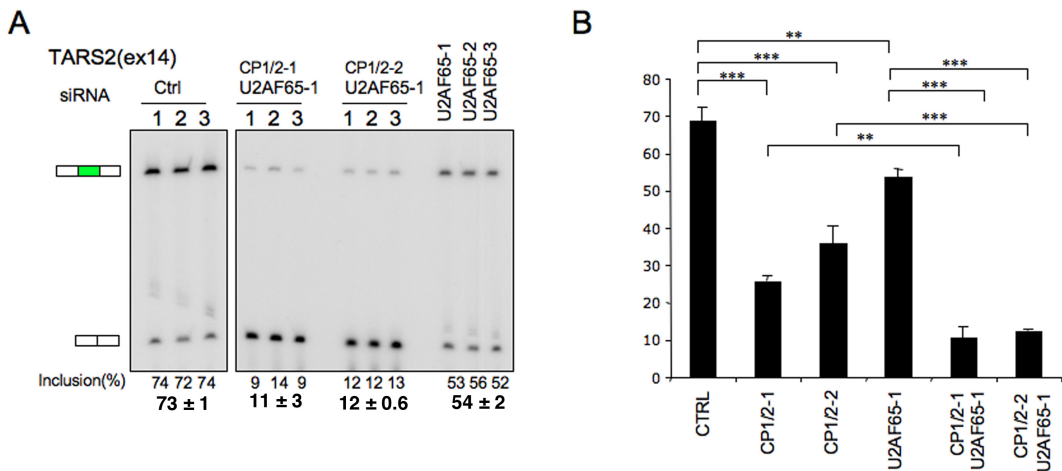 A
TARS2(ex14)
siRNA
Ctrl
CP1/2-1
U2AF65-1
CP1/2-2
U2AF65-1
U2AF65-1
U2AF65-2
U2AF65-3
1 2 3
1 2 3
1 2 3
Inclusion(%)
74 72 74
9 14 9
12 12 13
53 56 52
73 ± 1
11 ± 3
12 ± 0.6
54 ± 2
B
**
***
***
***
***
***
**
80
70
60
50
40
30
20
10
0
CTRL
CP1/2-1
CP1/2-2
U2AF65-1
CP1/2-1
U2AF65-1
CP1/2-2
U2AF65-1